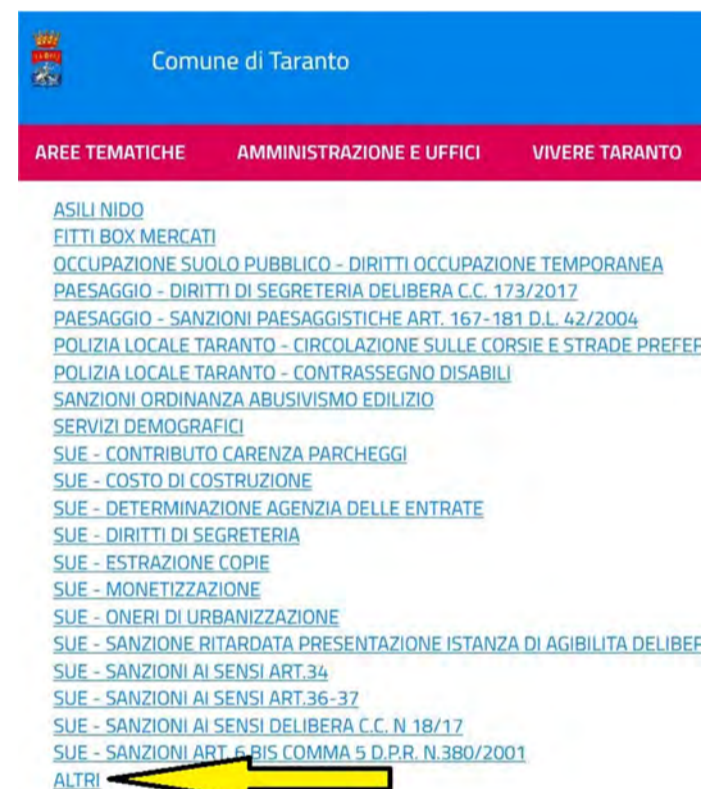 Comune di Taranto
AREE TEMATICHE AMMINISTRAZIONE E UFFICI VIVERE TARANTO
ASILI NIDO
FITTI BOX MERCATI
OCCUPAZIONE SUOLO PUBBLICO - DIRITTI OCCUPAZIONE TEMPORANEA
PAESAGGIO - DIRITTI DI SEGRETERIA DELIBERA C.C. 173/2017
PAESAGGIO - SANZIONI PAESAGGISTICHE ART. 167-181 D.L. 42/2004
POLIZIA LOCALE TARANTO - CIRCOLAZIONE SULLE CORSIE E STRADE PREFER
POLIZIA LOCALE TARANTO - CONTRASSEGNO DISABILI
SANZIONI ORDINANZA ABUSIVISMO EDILIZIO
SERVIZI DEMOGRAFICI
SUE - CONTRIBUTO CARENZA PARCHEGGI
SUE - COSTO DI COSTRUZIONE
SUE - DETERMINAZIONE AGENZIA DELLE ENTRATE
SUE - DIRITTI DI SEGRETERIA
SUE - ESTRAZIONE COPIE
SUE - MONETIZZAZIONE
SUE - ONERI DI URBANIZZAZIONE
SUE - SANZIONE RITARDATA PRESENTAZIONE ISTANZA DI AGIBILITA DELIBER
SUE - SANZIONI AI SENSI ART.34
SUE - SANZIONI AI SENSI ART.36-37
SUE - SANZIONI AI SENSI DELIBERA C.C. N 18/17
SUE - SANZIONI ART. 6 BIS COMMA 5 D.P.R. N.380/2001
ALTRI